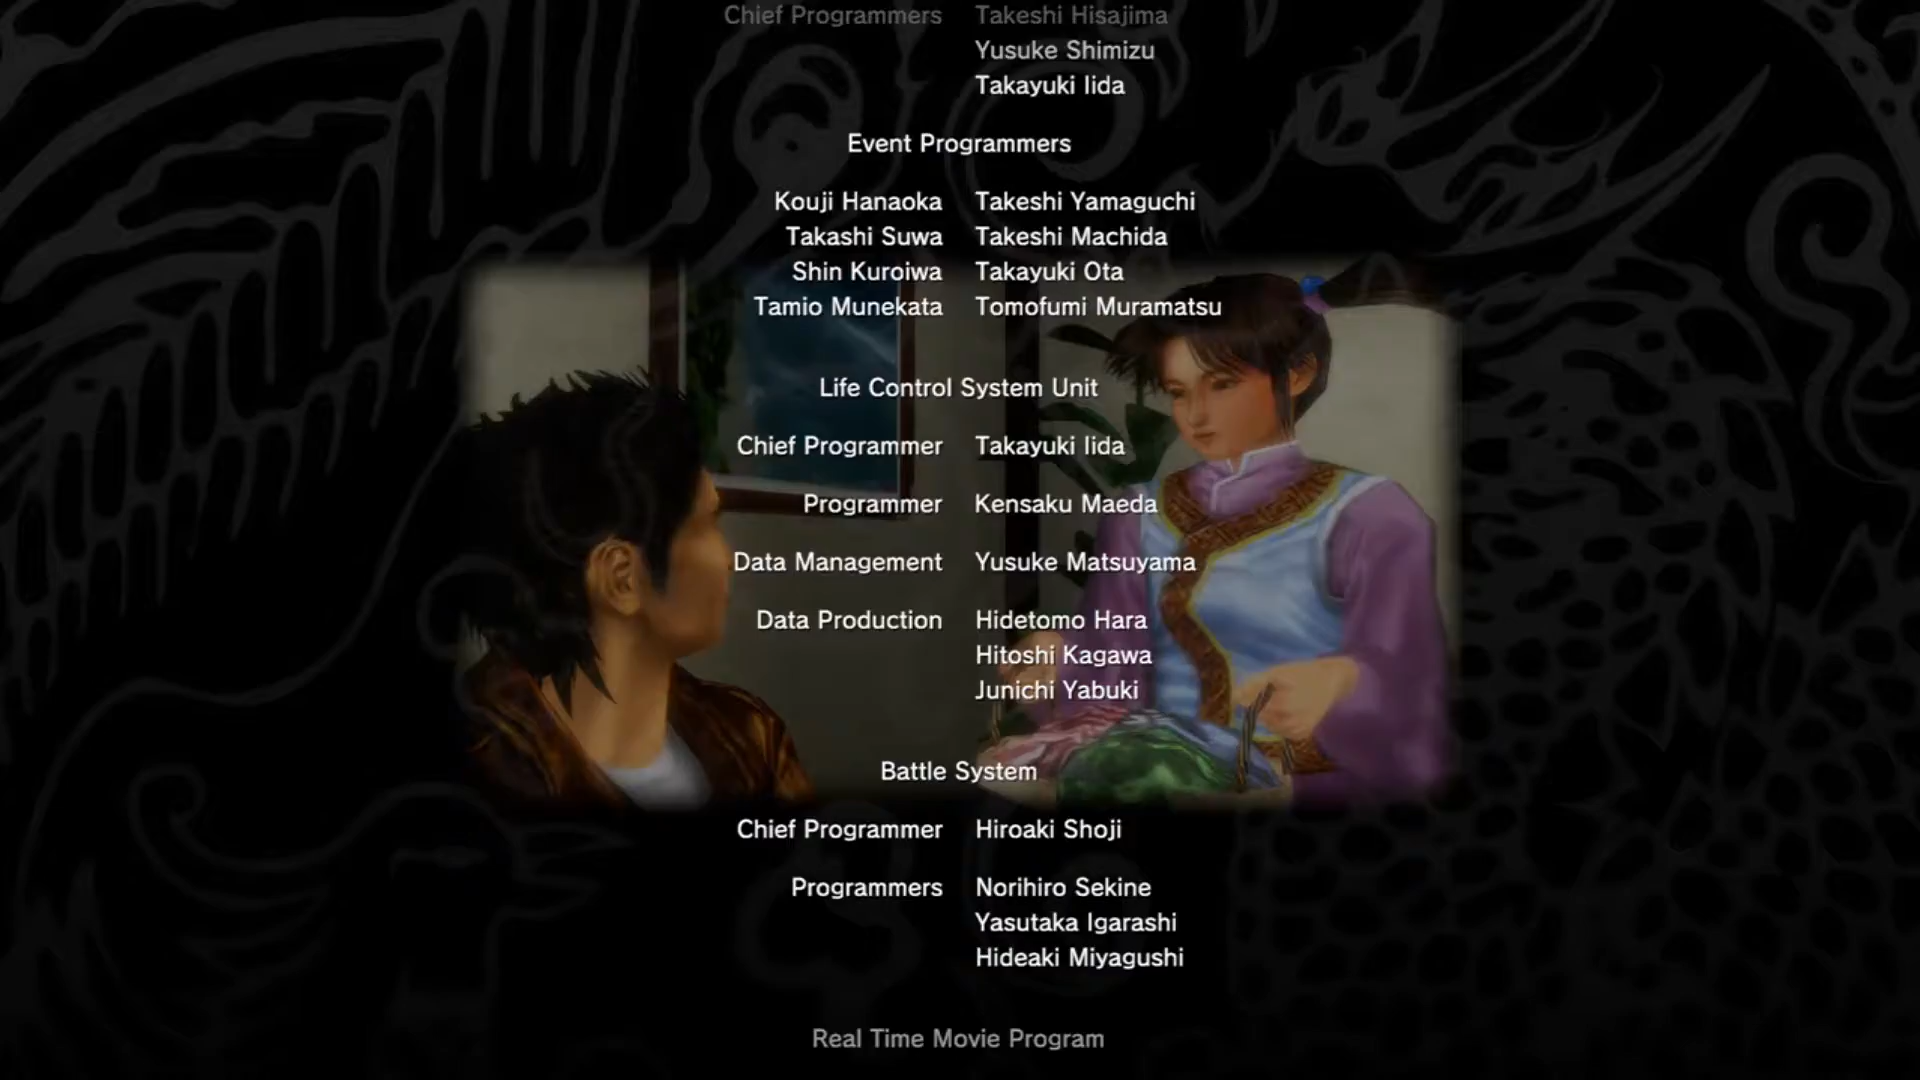 Chief Programmers Takeshi Hisajima
Yusuke Shimizu
Takayuki Iida
Event Programmers
Kouji Hanaoka Takeshi Yamaguchi
Takashi Suwa Takeshi Machida
Shin Kuroiwa Takayuki Ota
Tamio Munekata Tomofumi Muramatsu
Life Control System Unit
Chief Programmer Takayuki Iida
Programmer Kensaku Maeda
Data Management Yusuke Matsuyama
Data Production Hidetomo Hara
Hitoshi Kagawa
Junichi Yabuki
Battle System
Chief Programmer Hiroaki Shoji
Programmers Norihiro Sekine
Yasutaka Igarashi
Hideaki Miyagushi
Real Time Movie Program